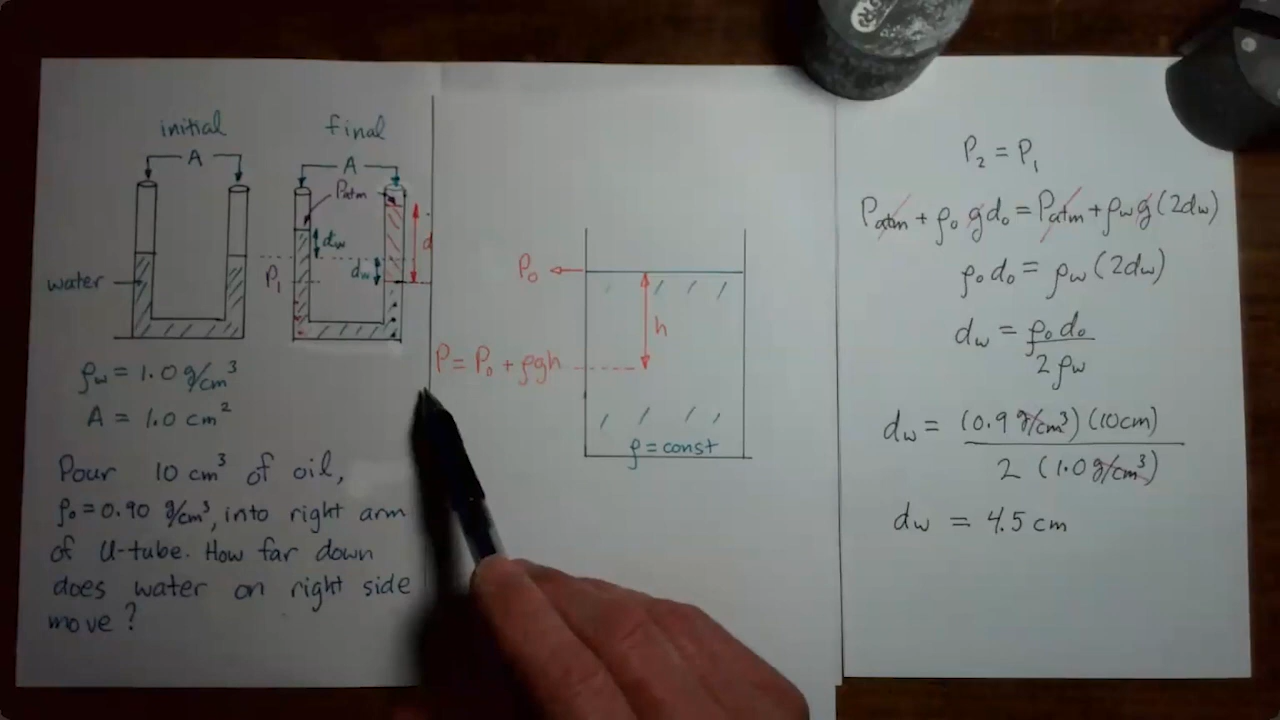 initial
A
water
ρw = 1.0 g/cm³
A = 1.0 cm²
Pour 10 cm³ of oil,
ρo = 0.90 g/cm³, into right arm
of U-tube. How far down
does water on right side
move?
final
A
Patm
dw
dw
d
P1
Po
h
P = Po + ρgh
ρ = const
P2 = P1
Patm + ρo g do = Patm + ρw g (2dw)
ρo do = ρw (2dw)
dw = ρo do / 2 ρw
dw = (0.9 g/cm³) (10cm) / 2 (1.0 g/cm³)
dw = 4.5 cm